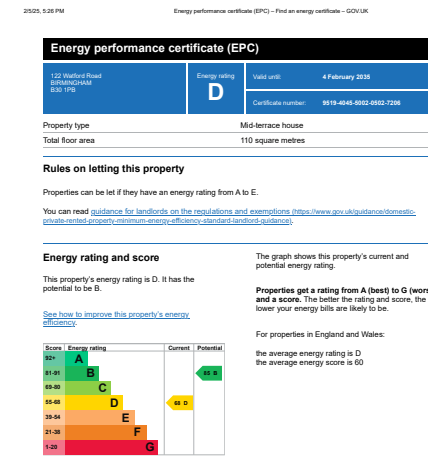 2/5/25, 5:26 PM Energy performance certificate (EPC) – Find an energy certificate – GOV.UK
Energy performance certificate (EPC)
122 Watford Road
BIRMINGHAM
B30 1PB
Energy rating
D
Valid until: 4 February 2035
Certificate number: 9519-4045-5002-0502-7206
Property type Mid-terrace house
Total floor area 110 square metres
Rules on letting this property
Properties can be let if they have an energy rating from A to E.
You can read guidance for landlords on the regulations and exemptions (https://www.gov.uk/guidance/domestic-
private-rented-property-minimum-energy-efficiency-standard-landlord-guidance).
Energy rating and score
This property's energy rating is D. It has the
potential to be B.
See how to improve this property's energy
efficiency.
Score Energy rating Current Potential
92+ A
81-91 B 85 B
69-80 C
55-68 D 68 D
39-54 E
21-38 F
1-20 G
The graph shows this property's current and
potential energy rating.
Properties get a rating from A (best) to G (wors
and a score. The better the rating and score, the
lower your energy bills are likely to be.
For properties in England and Wales:
the average energy rating is D
the average energy score is 60